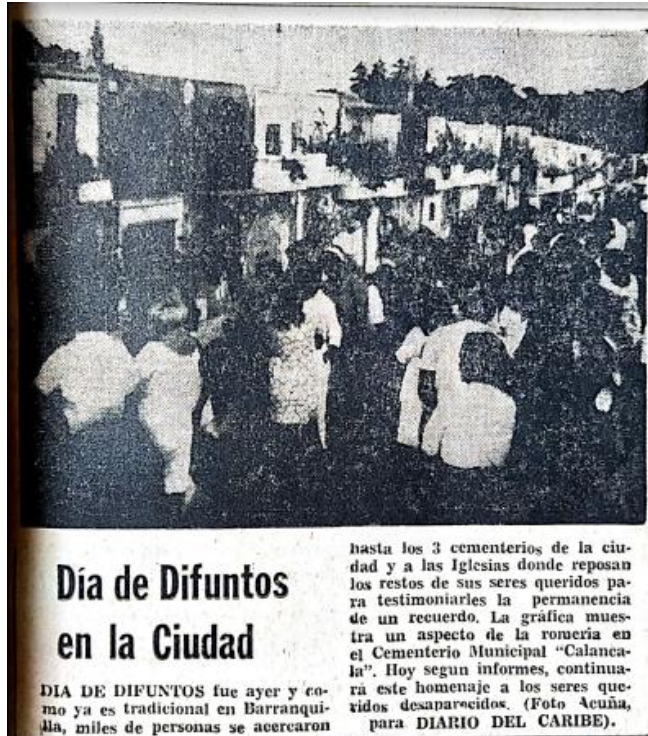 Día de Difuntos
en la Ciudad
DIA DE DIFUNTOS fue ayer y co-
mo ya es tradicional en Barranqui-
lla, miles de personas se acercaron
hasta los 3 cementerios de la ciu-
dad y a las Iglesias donde reposan
los restos de sus seres queridos pa-
ra testimoniarles la permanencia
de un recuerdo. La gráfica mues-
tra un aspecto de la romería en
el Cementerio Municipal "Calanca-
la". Hoy segun informes, continua-
rá este homenaje a los seres que-
ridos desaparecidos. (Foto Acuña,
para DIARIO DEL CARIBE).